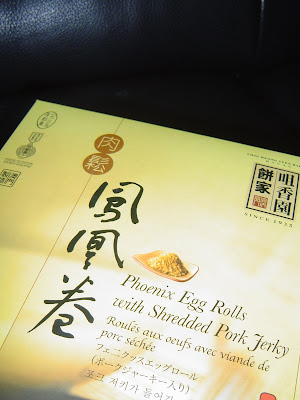 咀香園
餅家
SINCE 1935
肉鬆
鳳凰卷
Phoenix Egg Rolls
with Shredded Pork Jerky
Roulés aux oeufs avec viande de
porc séchée
フェニックスエッグロール
(ポークジャーキー入り)